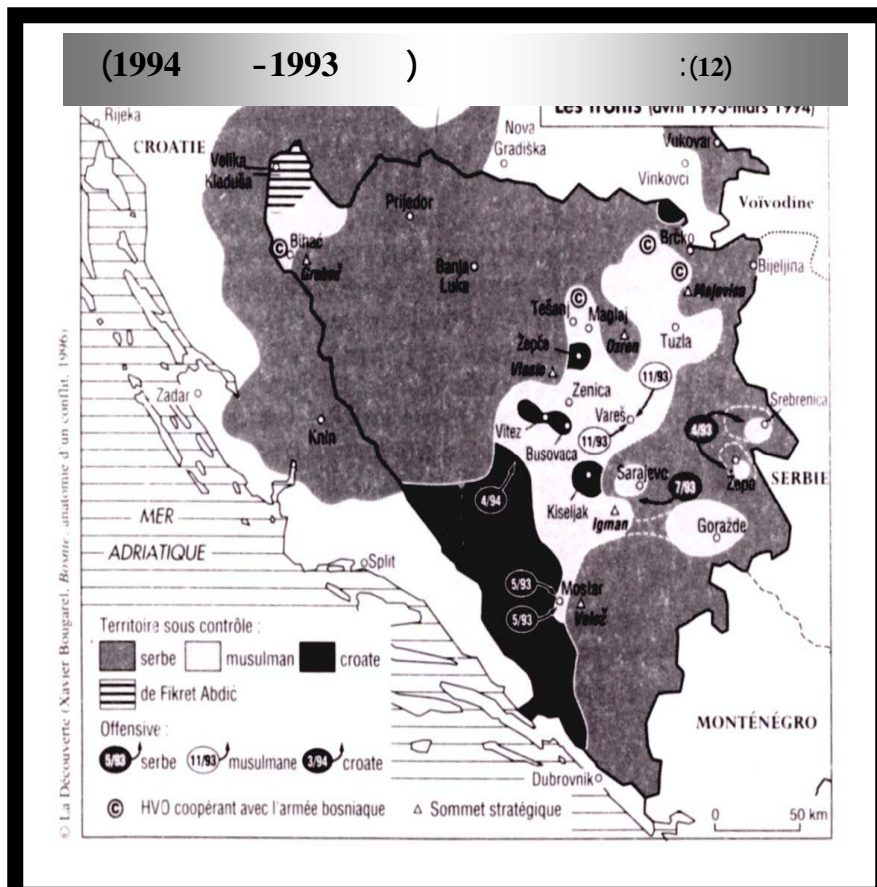 (1994 -1993 )
:(12)
Les fronts (avril 1993-mars 1994)
Rijeka
CROATIE
Nova
Gradiška
Vukovar
Vinkovci
Velika
Kladuša
Voïvodine
Prijedor
Brčko
Bihać
Grabež
Banja
Luka
Bijeljina
Majevica
Tešanj
Maglaj
Ozren
Tuzla
Žepče
Vlasic
11/93
Zadar
Zenica
Srebrenica
Vareš
4/93
Knin
Vitez
11/93
Busovaca
Žepa
SERBIE
Sarajevo
7/93
4/94
Kiseljak
MER
ADRIATIQUE
Igman
Goražde
Split
5/93
Mostar
5/93
Velež
Territoire sous contrôle :
serbe musulman croate
de Fikret Abdić
Offensive :
5/93 serbe 11/93 musulmane 3/94 croate
MONTÉNÉGRO
Dubrovnik
© HVO coopérant avec l'armée bosniaque
Sommet stratégique
0 50 km
© La Découverte (Xavier Bougarel, Bosnie, anatomie d'un conflit, 1996)